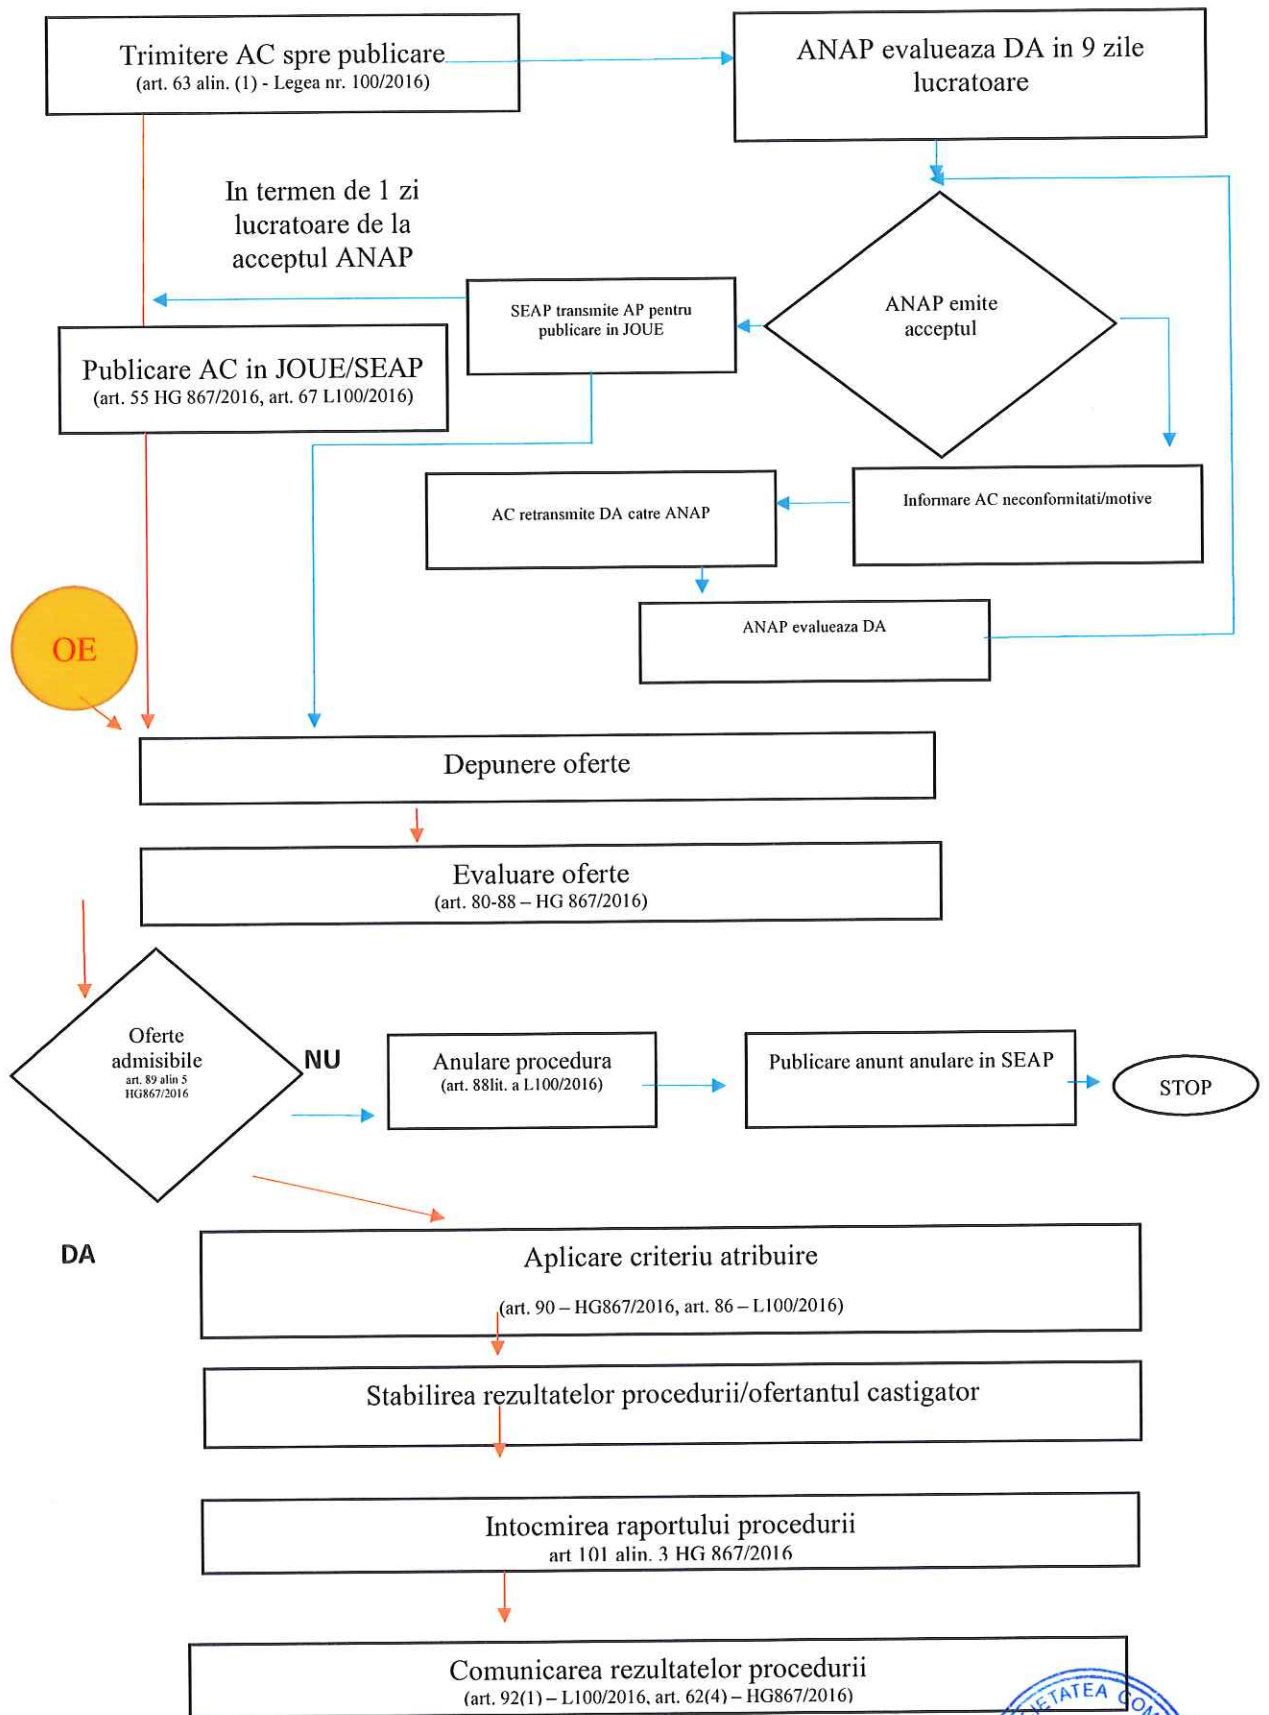 Trimitere AC spre publicare
(art. 63 alin. (1) - Legea nr. 100/2016)
ANAP evalueaza DA in 9 zile
lucratoare
In termen de 1 zi
lucratoare de la
acceptul ANAP
SEAP transmite AP pentru
publicare in JOUE
ANAP emite
acceptul
Publicare AC in JOUE/SEAP
(art. 55 HG 867/2016, art. 67 L100/2016)
AC retransmite DA catre ANAP
Informare AC neconformitati/motive
ANAP evalueaza DA
OE
Depunere oferte
Evaluare oferte
(art. 80-88 – HG 867/2016)
Oferte
admisibile
art. 89 alin 5
HG867/2016
NU
Anulare procedura
(art. 88lit. a L100/2016)
Publicare anunt anulare in SEAP
STOP
DA
Aplicare criteriu atribuire
(art. 90 – HG867/2016, art. 86 – L100/2016)
Stabilirea rezultatelor procedurii/ofertantul castigator
Intocmirea raportului procedurii
art 101 alin. 3 HG 867/2016
Comunicarea rezultatelor procedurii
(art. 92(1) – L100/2016, art. 62(4) – HG867/2016)